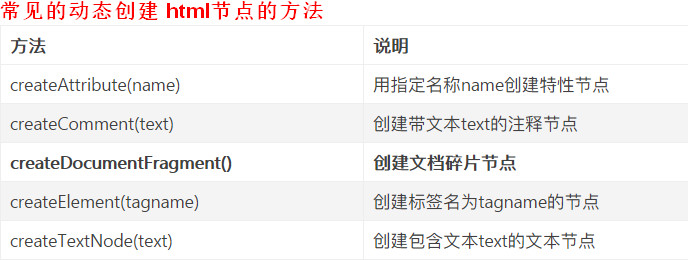 常见的动态创建 html节点的方法
方法 说明
createAttribute(name) 用指定名称name创建特性节点
createComment(text) 创建带文本text的注释节点
createDocumentFragment() 创建文档碎片节点
createElement(tagname) 创建标签名为tagname的节点
createTextNode(text) 创建包含文本text的文本节点